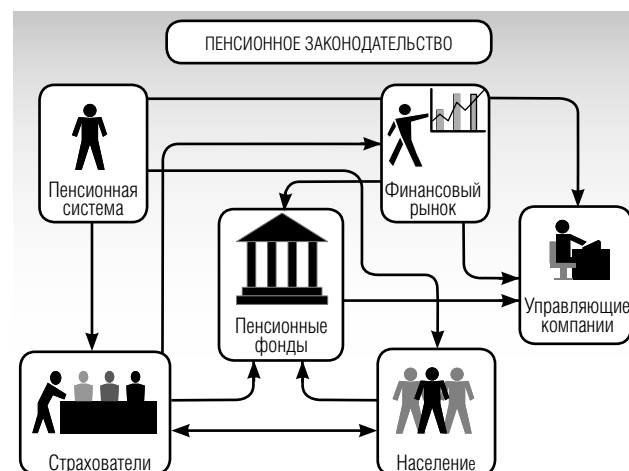 ПЕНСИОННОЕ ЗАКОНОДАТЕЛЬСТВО
Пенсионная
система
Финансовый
рынок
Пенсионные
фонды
Управляющие
компании
Страхователи
Население